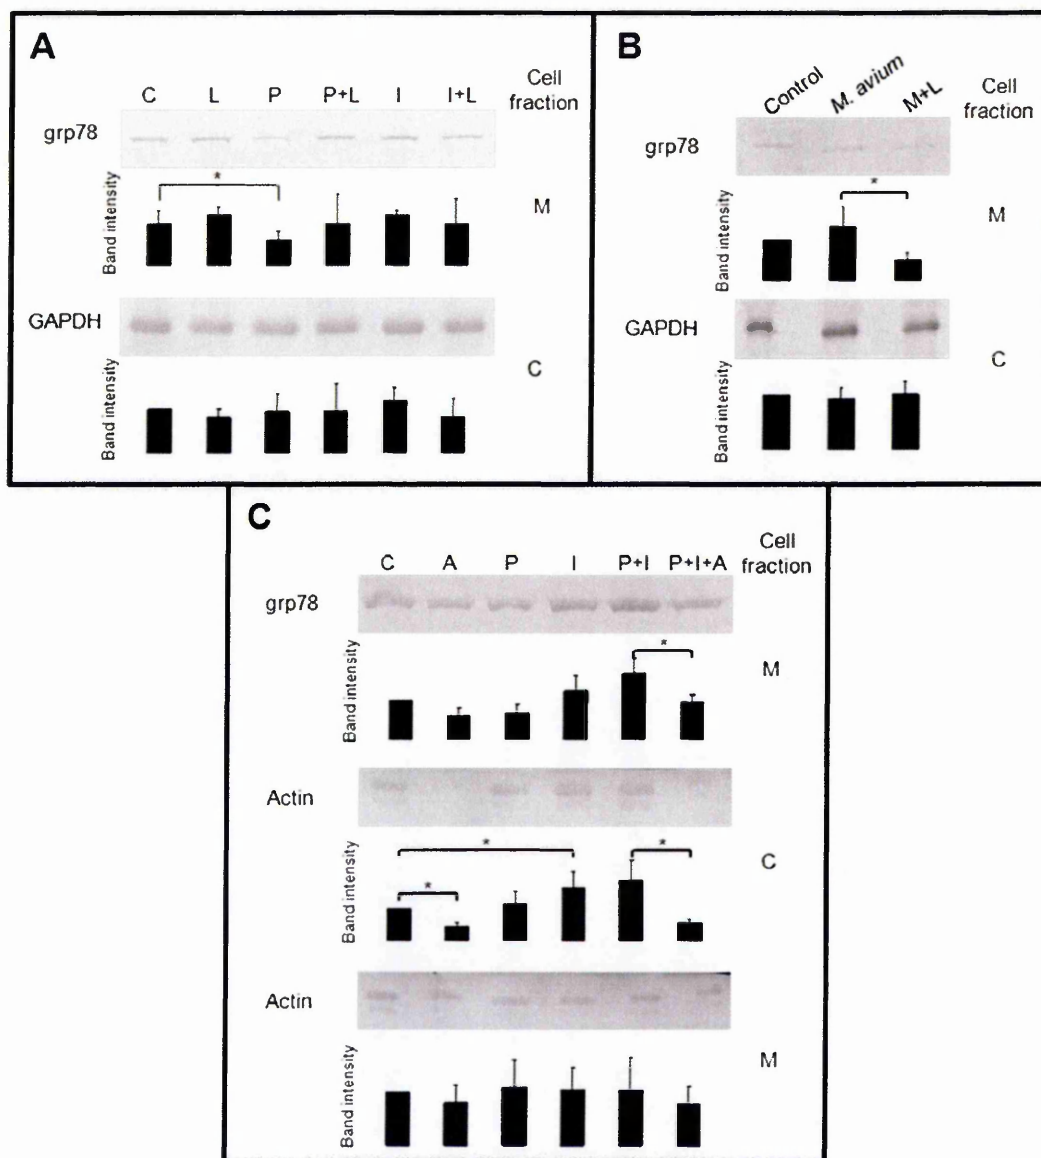 A
C L P P+L I I+L
Cell
fraction
grp78
*
M
Band intensity
GAPDH
C
Band intensity
B
Control M. avium M+L
Cell
fraction
grp78
*
M
Band intensity
GAPDH
C
Band intensity
C
C A P I P+I P+I+A
Cell
fraction
grp78
*
M
Band intensity
Actin
* *
C
*
Band intensity
Actin
M
Band intensity